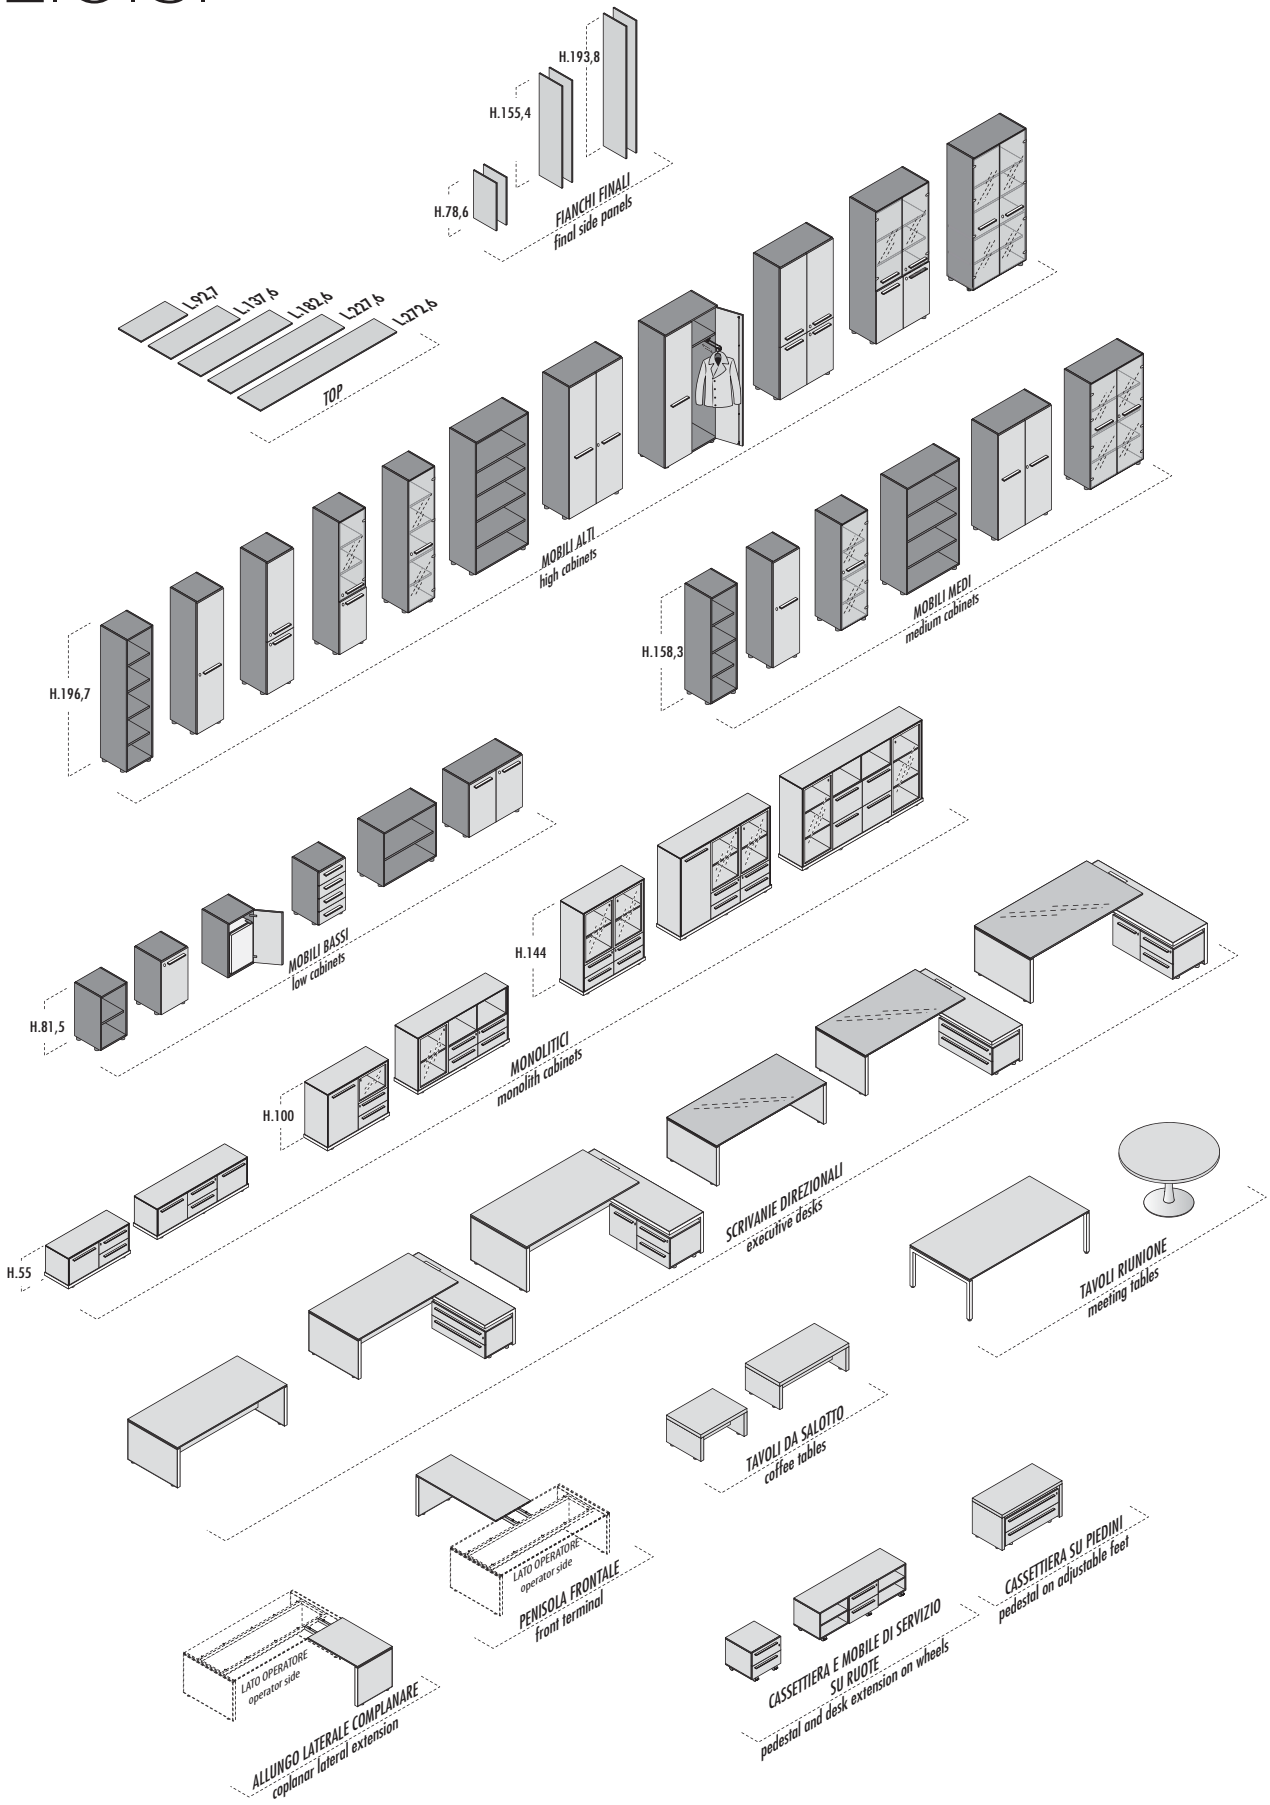 H.193,8
H.155,4
H.78,6
FIANCHI FINALI
final side panels
L.92,7
L.137,6
L.182,6
L.227,6
L.272,6
TOP
MOBILI ALTI
high cabinets
H.196,7
MOBILI MEDI
medium cabinets
H.158,3
MOBILI BASSI
low cabinets
H.81,5
H.144
MONOLITICI
monolith cabinets
H.100
H.55
SCRIVANIE DIREZIONALI
executive desks
TAVOLI RIUNIONE
meeting tables
TAVOLI DA SALOTTO
coffee tables
LATO OPERATORE
operator side
PENISOLA FRONTALE
front terminal
CASSETTIERA SU PIEDINI
pedestal on adjustable feet
CASSETTIERA E MOBILE DI SERVIZIO
SU RUOTE
pedestal and desk extension on wheels
LATO OPERATORE
operator side
ALLUNGO LATERALE COMPLANARE
coplanar lateral extension